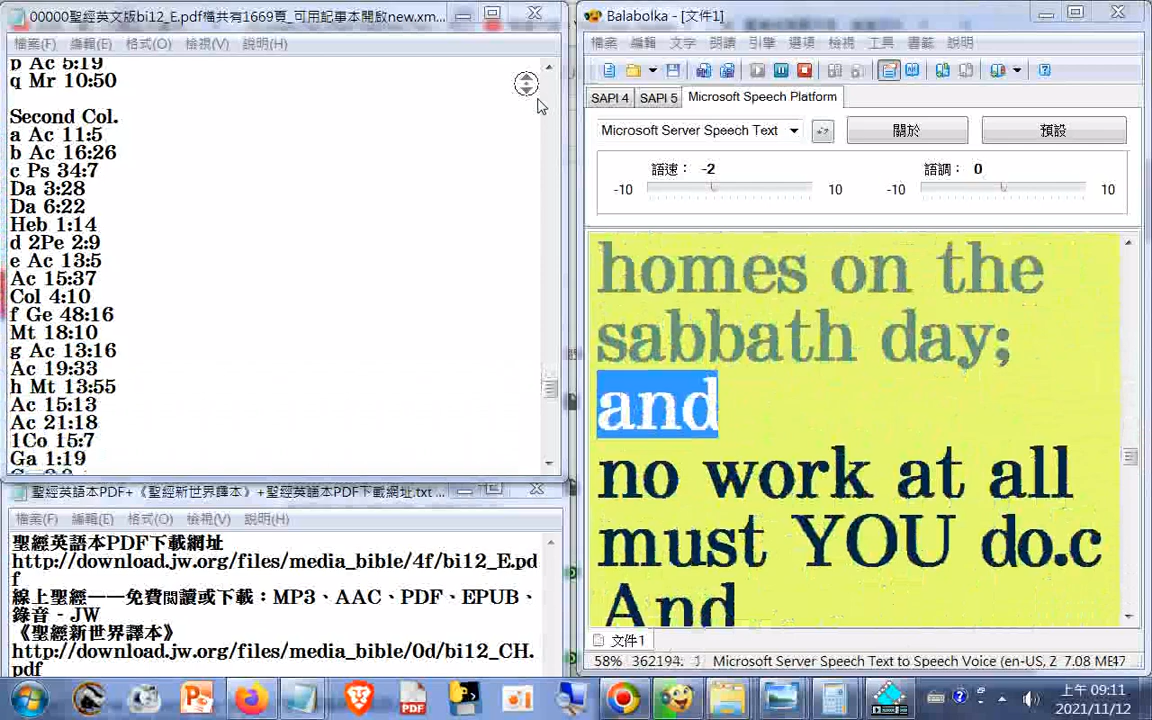 00000聖經英文版bi12_E.pdf檔共有1669頁_可用記事本開啟new.xm...
檔案(F) 編輯(E) 格式(O) 檢視(V) 說明(H)
p Ac 5:19
q Mr 10:50
Second Col.
a Ac 11:5
b Ac 16:26
c Ps 34:7
Da 3:28
Da 6:22
Heb 1:14
d 2Pe 2:9
e Ac 13:5
Ac 15:37
Col 4:10
f Ge 48:16
Mt 18:10
g Ac 13:16
Ac 19:33
h Mt 13:55
Ac 15:13
Ac 21:18
1Co 15:7
Ga 1:19
聖經英語本PDF+《聖經新世界譯本》+聖經英語本PDF下載網址.txt ...
檔案(F) 編輯(E) 格式(O) 檢視(V) 說明(H)
聖經英語本PDF下載網址
http://download.jw.org/files/media_bible/4f/bi12_E.pd
f
線上聖經——免費閱讀或下載：MP3、AAC、PDF、EPUB、
錄音 - JW
《聖經新世界譯本》
http://download.jw.org/files/media_bible/0d/bi12_CH.
pdf
Balabolka - [文件1]
檔案 編輯 文字 朗讀 引擎 選項 檢視 工具 書籤 說明
SAPI 4 SAPI 5 Microsoft Speech Platform
Microsoft Server Speech Text 關於 預設
語速： -2 語調： 0
-10 10 -10 10
homes on the
sabbath day;
and
no work at all
must YOU do.c
And
文件1
58% 362194. Microsoft Server Speech Text to Speech Voice (en-US, 2 7.08 ME47
上午 09:11
2021/11/12